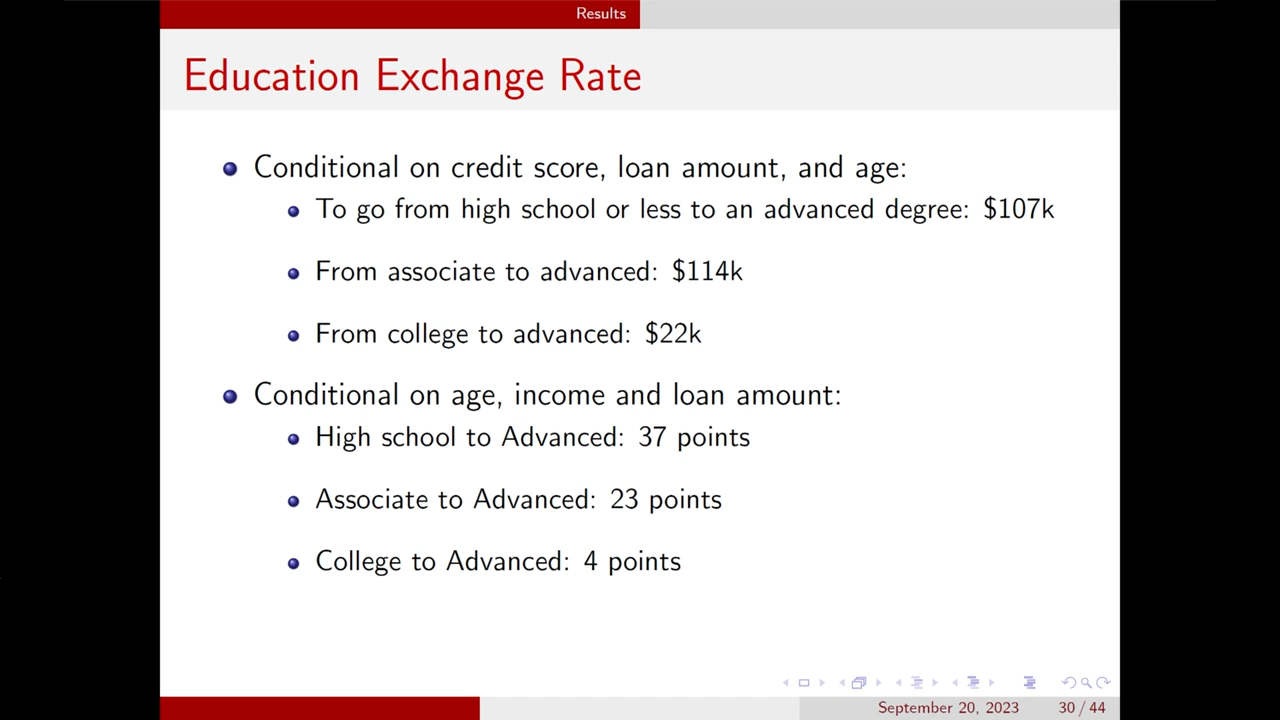 Results
Education Exchange Rate
Conditional on credit score, loan amount, and age:
To go from high school or less to an advanced degree: $107k
From associate to advanced: $114k
From college to advanced: $22k
Conditional on age, income and loan amount:
High school to Advanced: 37 points
Associate to Advanced: 23 points
College to Advanced: 4 points
September 20, 2023 30 / 44